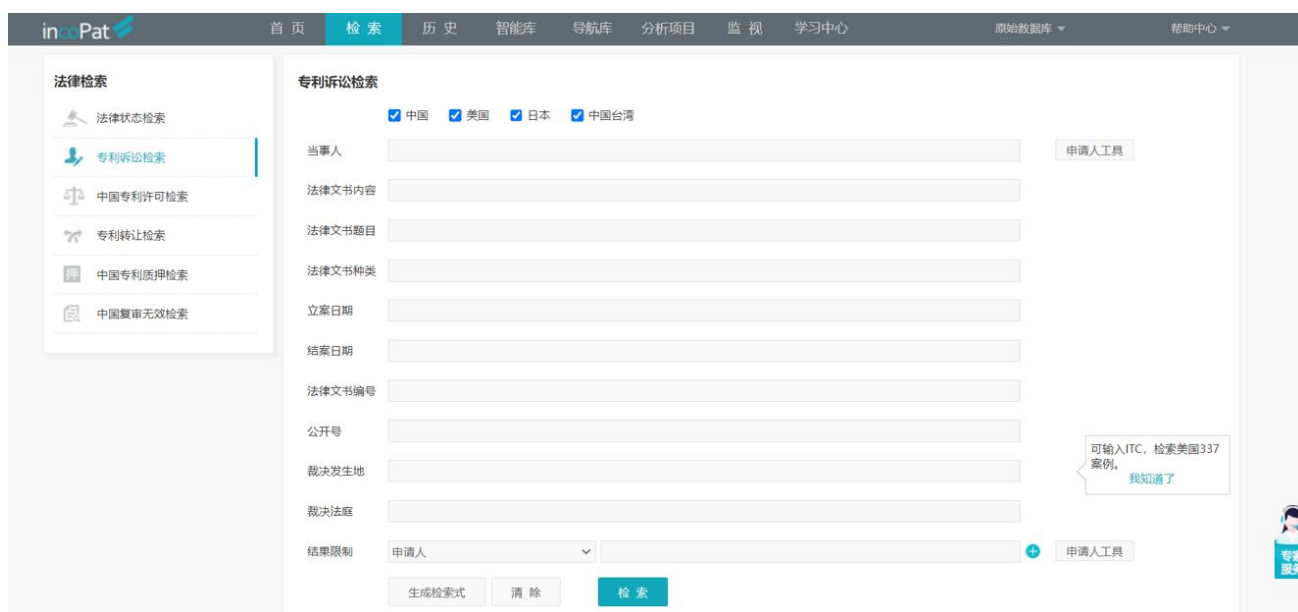 incoPat
首 页 检 索 历 史 智能库 导航库 分析项目 监 视 学习中心 原始数据库 帮助中心
法律检索
法律状态检索
专利诉讼检索
中国专利许可检索
专利转让检索
押 中国专利质押检索
中国复审无效检索
专利诉讼检索
中国 美国 日本 中国台湾
当事人 申请人工具
法律文书内容
法律文书题目
法律文书种类
立案日期
结案日期
法律文书编号
公开号
裁决发生地
可输入ITC，检索美国337
案例。
我知道了
裁决法庭
结果限制 申请人 申请人工具
生成检索式 清 除 检 索
专家
服务